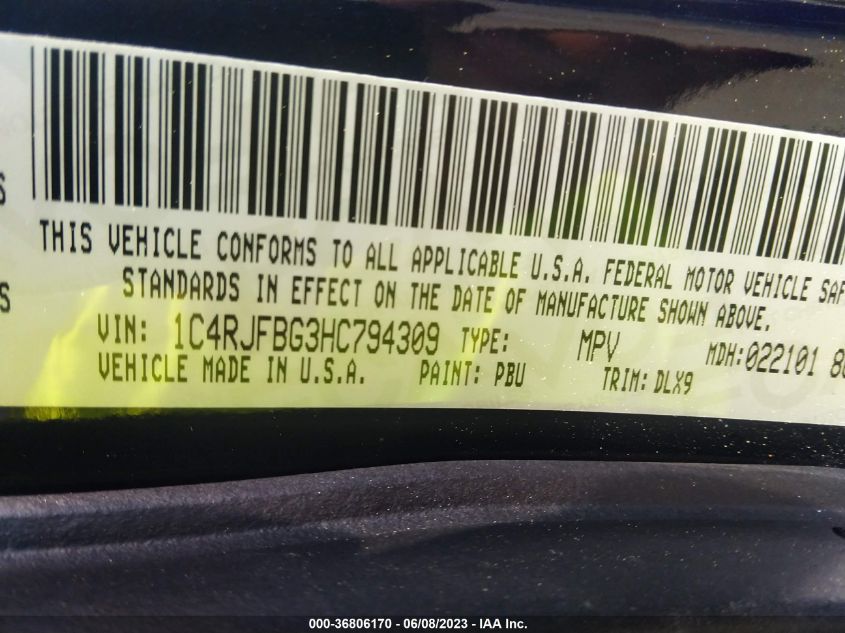 S
THIS VEHICLE CONFORMS TO ALL APPLICABLE U.S.A. FEDERAL MOTOR VEHICLE SAF
S
STANDARDS IN EFFECT ON THE DATE OF MANUFACTURE SHOWN ABOVE.
VIN: 1C4RJFBG3HC794309 TYPE: MPV MDH:022101 8
VEHICLE MADE IN U.S.A. PAINT: PBU TRIM: DLX9
000-36806170 - 06/08/2023 - IAA Inc.